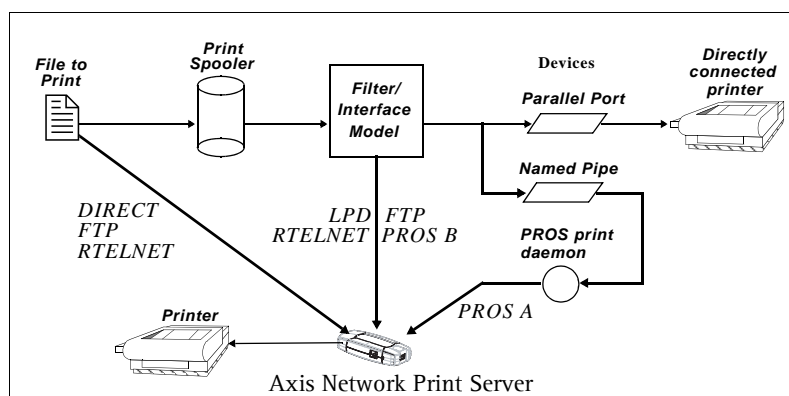 File to
Print
Print
Spooler
Filter/
Interface
Model
Devices
Parallel Port
Directly
connected
printer
Named Pipe
DIRECT
FTP
RTELNET
LPD FTP
RTELNET PROS B
PROS print
daemon
PROS A
Printer
Axis Network Print Server